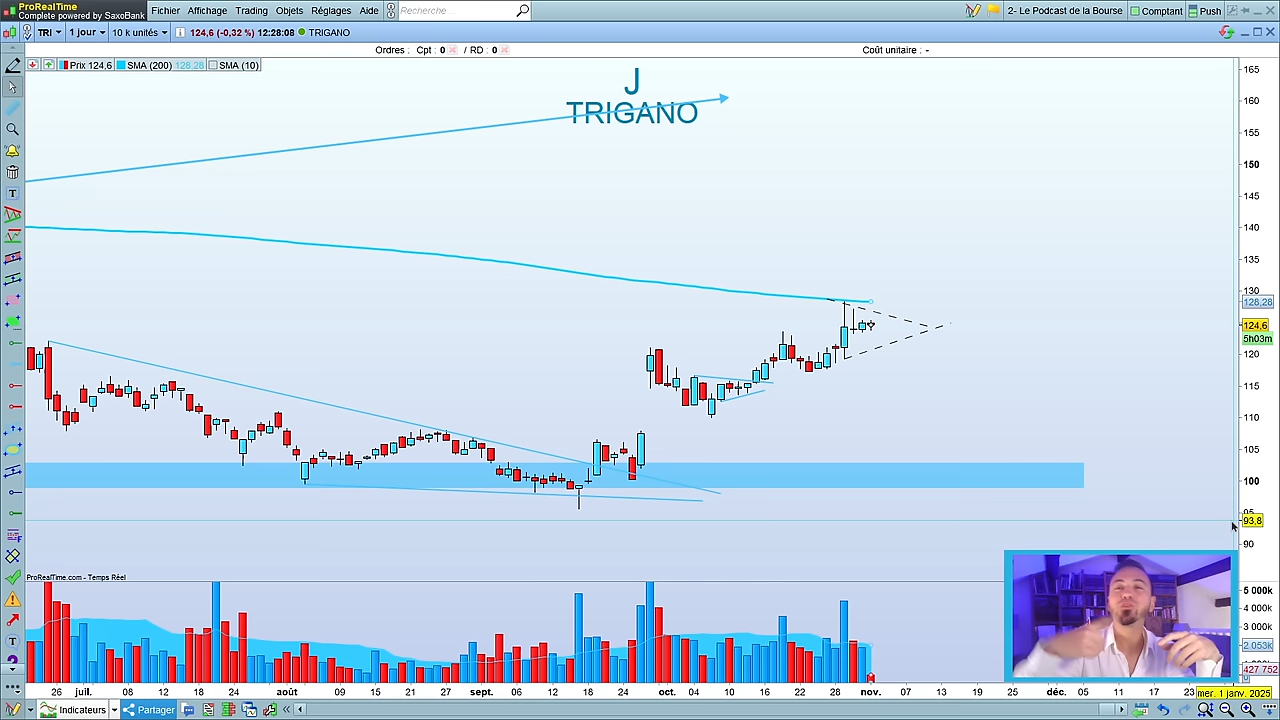 ProRealTime
Complete powered by SaxoBank
Fichier Affichage Trading Objets Réglages Aide Recherche 2- Le Podcast de la Bourse Comptant Push
TRI 1 jour 10 k unités i 124,6 (-0,32 %) 12:28:08 TRIGANO
Ordres : Cpt : 0 / RD : 0 Coût unitaire : -
Prix 124,6 SMA (200) 128,28 SMA (10)
J
TRIGANO
165
160
155
150
145
140
135
130
128,28
124,6
5h03m
120
115
110
105
100
95
93,8
90
ProRealTime.com - Temps Réel
5 000k
4 000k
3 000k
2.053k
427 752
26 juil. 08 12 18 24 août 09 15 21 27 sept. 06 12 18 24 oct. 04 10 16 22 28 nov. 07 13 19 25 déc. 05 11 17 23 mer. 1 janv. 2025
Indicateurs Partager